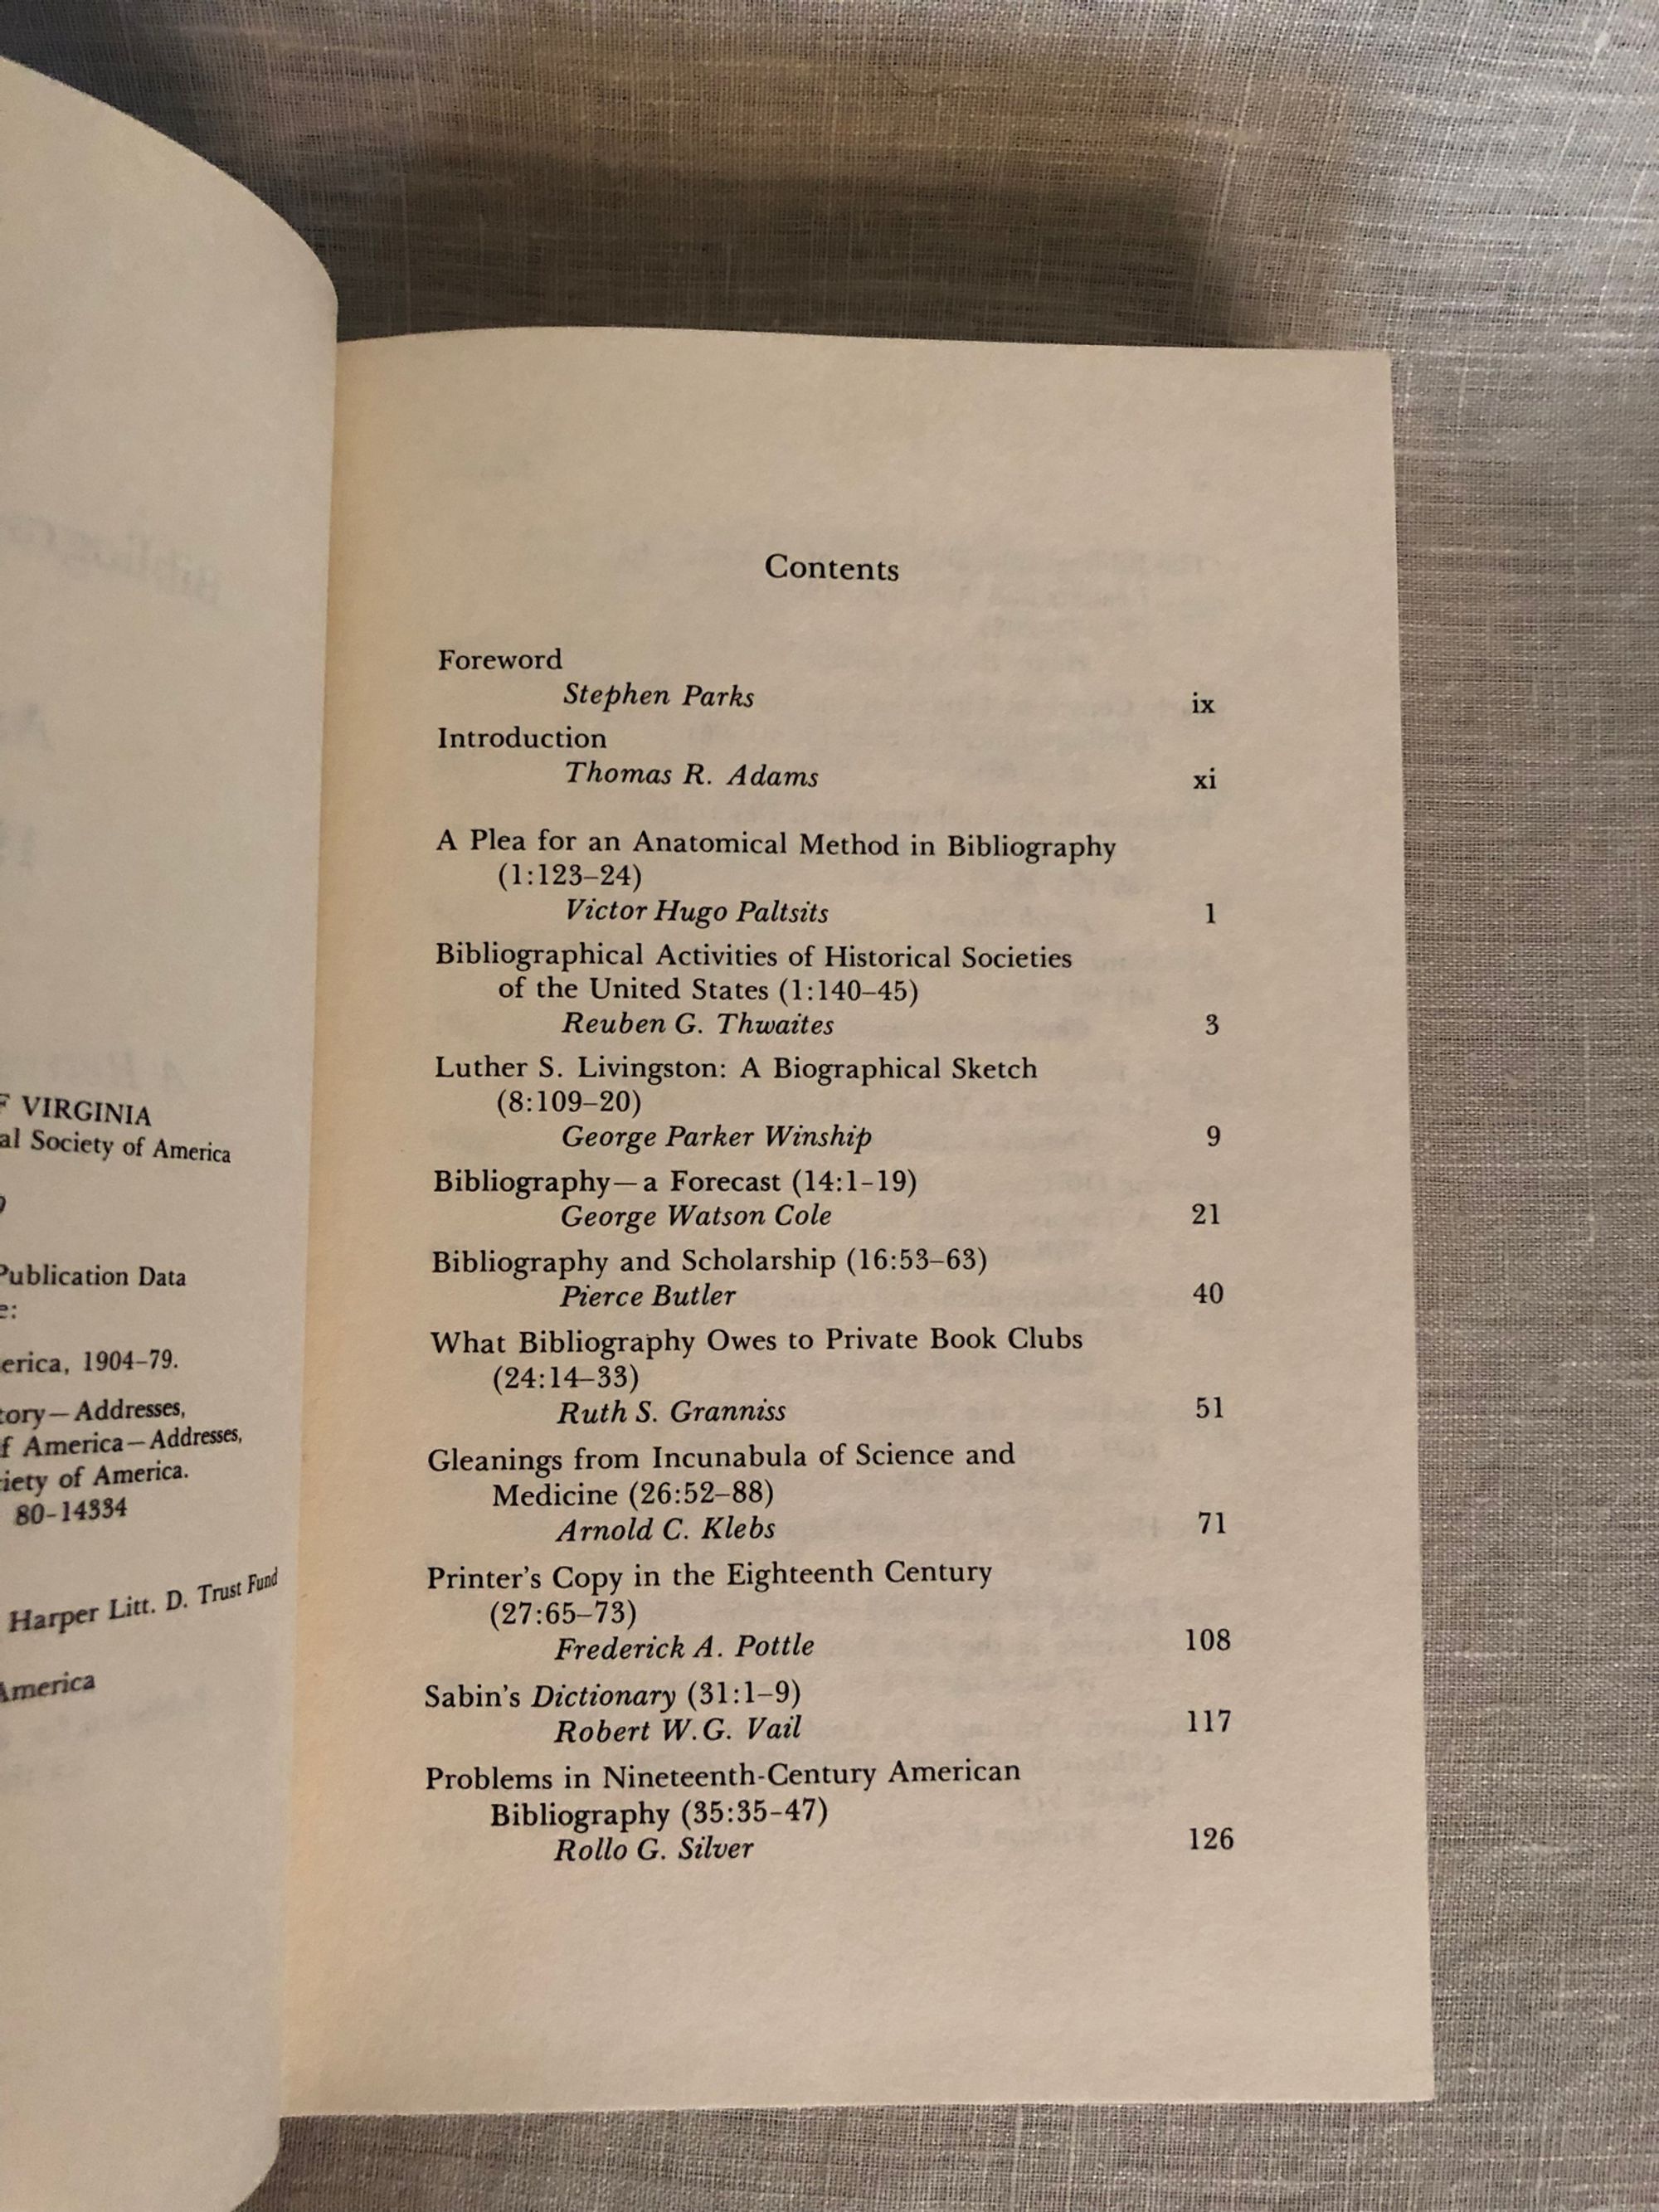 F VIRGINIA
al Society of America
Publication Data
e:
erica, 1904–79.
tory—Addresses,
f America—Addresses,
iety of America.
80-14334
Harper Litt. D. Trust Fund
America
Contents
Foreword
Stephen Parks ix
Introduction
Thomas R. Adams xi
A Plea for an Anatomical Method in Bibliography
(1:123–24)
Victor Hugo Paltsits 1
Bibliographical Activities of Historical Societies
of the United States (1:140–45)
Reuben G. Thwaites 3
Luther S. Livingston: A Biographical Sketch
(8:109–20)
George Parker Winship 9
Bibliography—a Forecast (14:1-19)
George Watson Cole 21
Bibliography and Scholarship (16:53–63)
Pierce Butler 40
What Bibliography Owes to Private Book Clubs
(24:14–33)
Ruth S. Granniss 51
Gleanings from Incunabula of Science and
Medicine (26:52–88)
Arnold C. Klebs 71
Printer's Copy in the Eighteenth Century
(27:65–73)
Frederick A. Pottle 108
Sabin's Dictionary (31:1–9)
Robert W.G. Vail 117
Problems in Nineteenth-Century American
Bibliography (35:35-47)
Rollo G. Silver 126